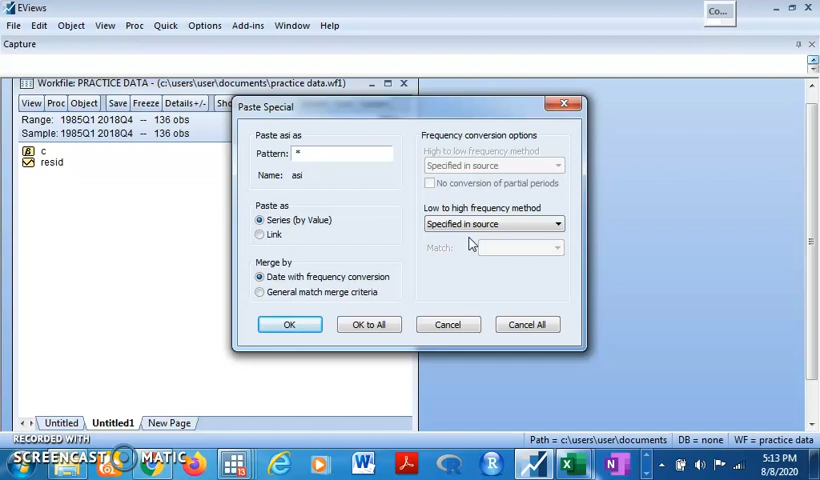 EViews
Co...
File Edit Object View Proc Quick Options Add-ins Window Help
Capture
Workfile: PRACTICE DATA - (c:\users\user\documents\practice data.wf1)
View Proc Object Save Freeze Details+/- Sho
Range: 1985Q1 2018Q4 -- 136 obs
Sample: 1985Q1 2018Q4 -- 136 obs
c
resid
Paste Special
Paste asi as
Pattern: *
Name: asi
Paste as
Series (by Value)
Link
Merge by
Date with frequency conversion
General match merge criteria
Frequency conversion options
High to low frequency method
Specified in source
No conversion of partial periods
Low to high frequency method
Specified in source
Match:
OK OK to All Cancel Cancel All
Untitled Untitled1 New Page
Path = c:\users\user\documents DB = none WF = practice data
RECORDED WITH
SCREENCAST MATIC
13
5:13 PM
8/8/2020